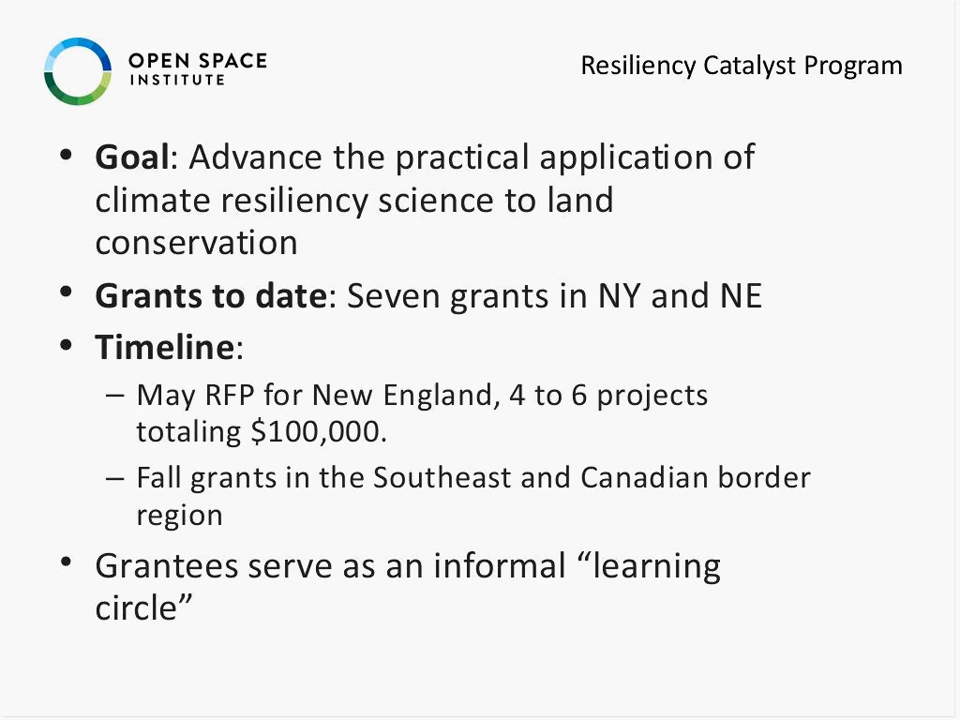 OPEN SPACE
INSTITUTE
Resiliency Catalyst Program
• Goal: Advance the practical application of
climate resiliency science to land
conservation
• Grants to date: Seven grants in NY and NE
• Timeline:
– May RFP for New England, 4 to 6 projects
totaling $100,000.
– Fall grants in the Southeast and Canadian border
region
• Grantees serve as an informal “learning
circle”